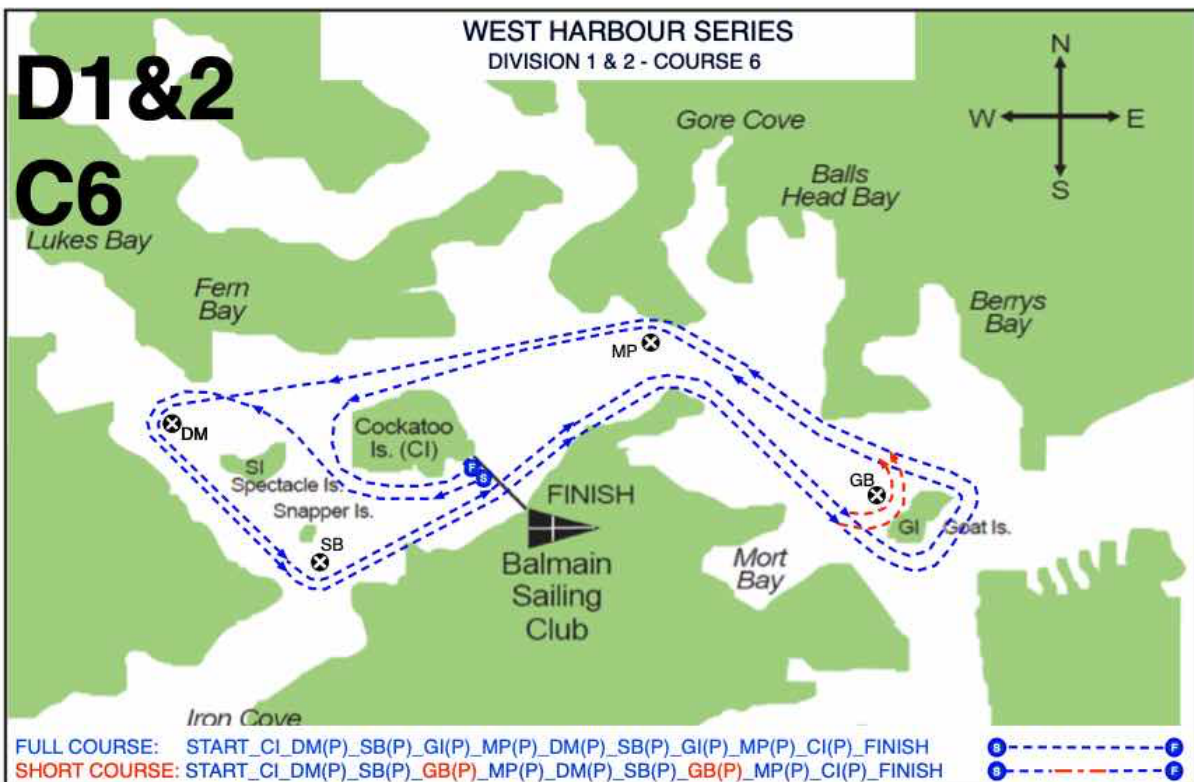 WEST HARBOUR SERIES
DIVISION 1 & 2 - COURSE 6
D1&2
C6
N
W
E
S
Gore Cove
Balls
Head Bay
Lukes Bay
Fern
Bay
Berrys
Bay
MP
DM
Cockatoo
Is. (CI)
SI
Spectacle Is.
Snapper Is.
F
S
FINISH
GB
GI
Goat Is.
SB
Balmain
Sailing
Club
Mort
Bay
Iron Cove
FULL COURSE: START_CI_DM(P)_SB(P)_GI(P)_MP(P)_DM(P)_SB(P)_GI(P)_MP(P)_CI(P)_FINISH
S F
SHORT COURSE: START_CI_DM(P)_SB(P)_GB(P)_MP(P)_DM(P)_SB(P)_GB(P)_MP(P)_CI(P)_FINISH
S F